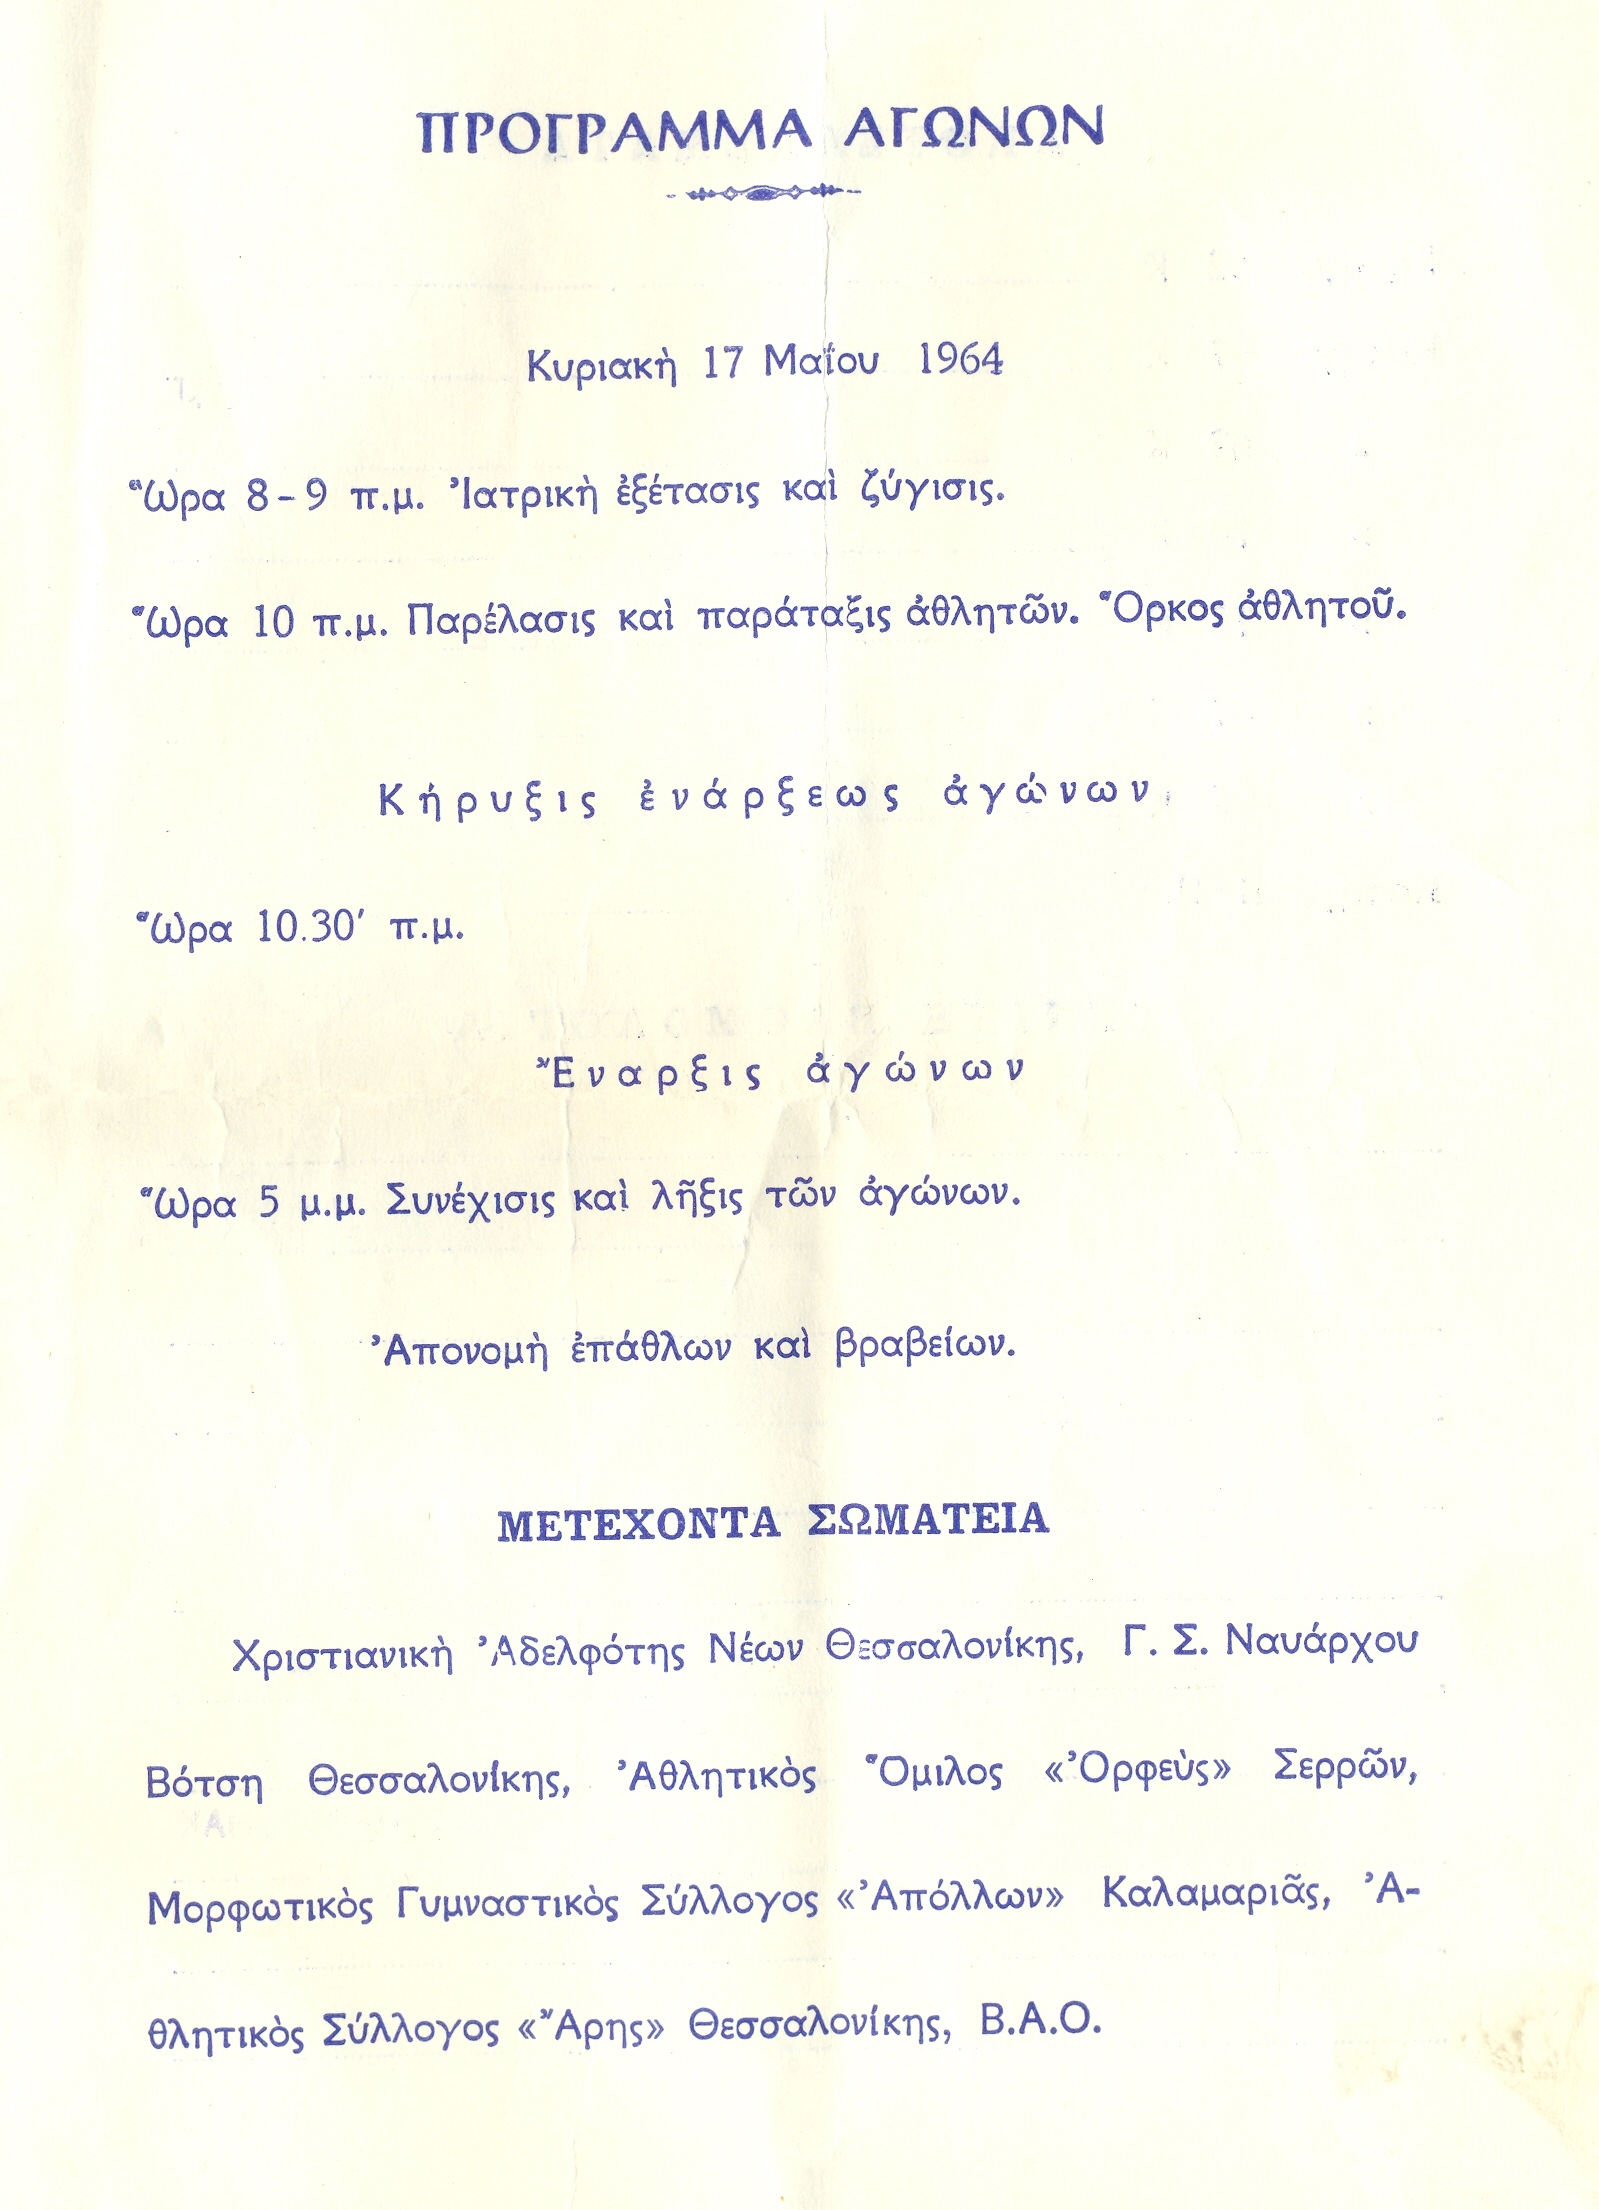 ΠΡΟΓΡΑΜΜΑ ΑΓΩΝΩΝ
Κυριακὴ 17 Μαΐου 1964
Ὥρα 8-9 π.μ. Ἰατρικὴ ἐξέτασις καὶ ζύγισις.
Ὥρα 10 π.μ. Παρέλασις καὶ παράταξις ἀθλητῶν. Ὅρκος ἀθλητοῦ.
Κήρυξις ἐνάρξεως ἀγώνων.
Ὥρα 10.30' π.μ.
Ἔναρξις ἀγώνων
Ὥρα 5 μ.μ. Συνέχισις καὶ λῆξις τῶν ἀγώνων.
Ἀπονομὴ ἐπάθλων καὶ βραβείων.
ΜΕΤΕΧΟΝΤΑ ΣΩΜΑΤΕΙΑ
Χριστιανικὴ Ἀδελφότης Νέων Θεσσαλονίκης, Γ. Σ. Ναυάρχου
Βότση Θεσσαλονίκης, Ἀθλητικὸς Ὅμιλος «Ὀρφεὺς» Σερρῶν,
Μορφωτικὸς Γυμναστικὸς Σύλλογος «Ἀπόλλων» Καλαμαριᾶς, Ἀ-
θλητικὸς Σύλλογος «Ἄρης» Θεσσαλονίκης, Β.Α.Ο.